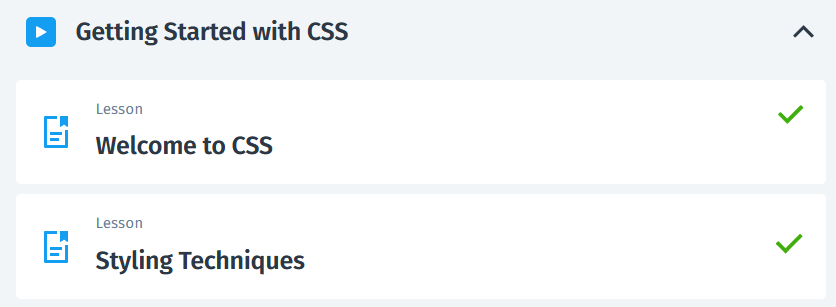 Getting Started with CSS
Lesson
Welcome to CSS
Lesson
Styling Techniques